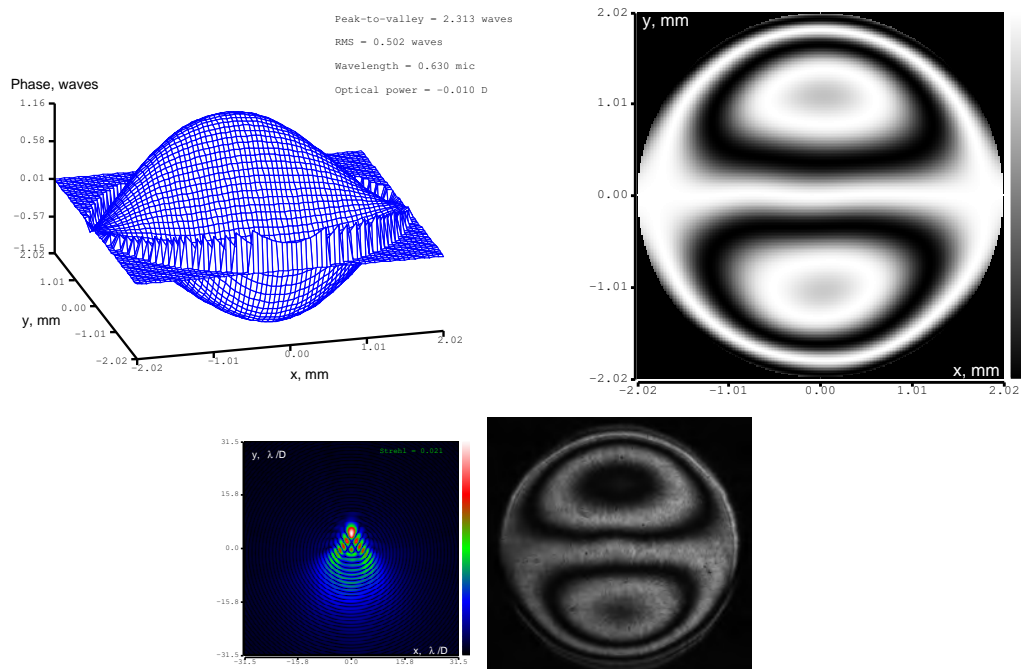 Peak-to-valley = 2.313 waves
RMS = 0.502 waves
Wavelength = 0.630 mic
Optical power = -0.010 D
Phase, waves
1.16
0.58
0.01
-0.57
-1.15
2.02
1.01
0.00
-1.01
-2.02
y, mm
-2.02
-1.01
0.00
1.01
2.02
x, mm
2.02
y, mm
1.01
0.00
-1.01
-2.02
x, mm
-2.02
-1.01
0.00
1.01
2.02
31.5
y, λ/D
Strehl = 0.021
15.8
0.0
-15.8
-31.5
x, λ/D
-31.5
-15.8
0.0
15.8
31.5